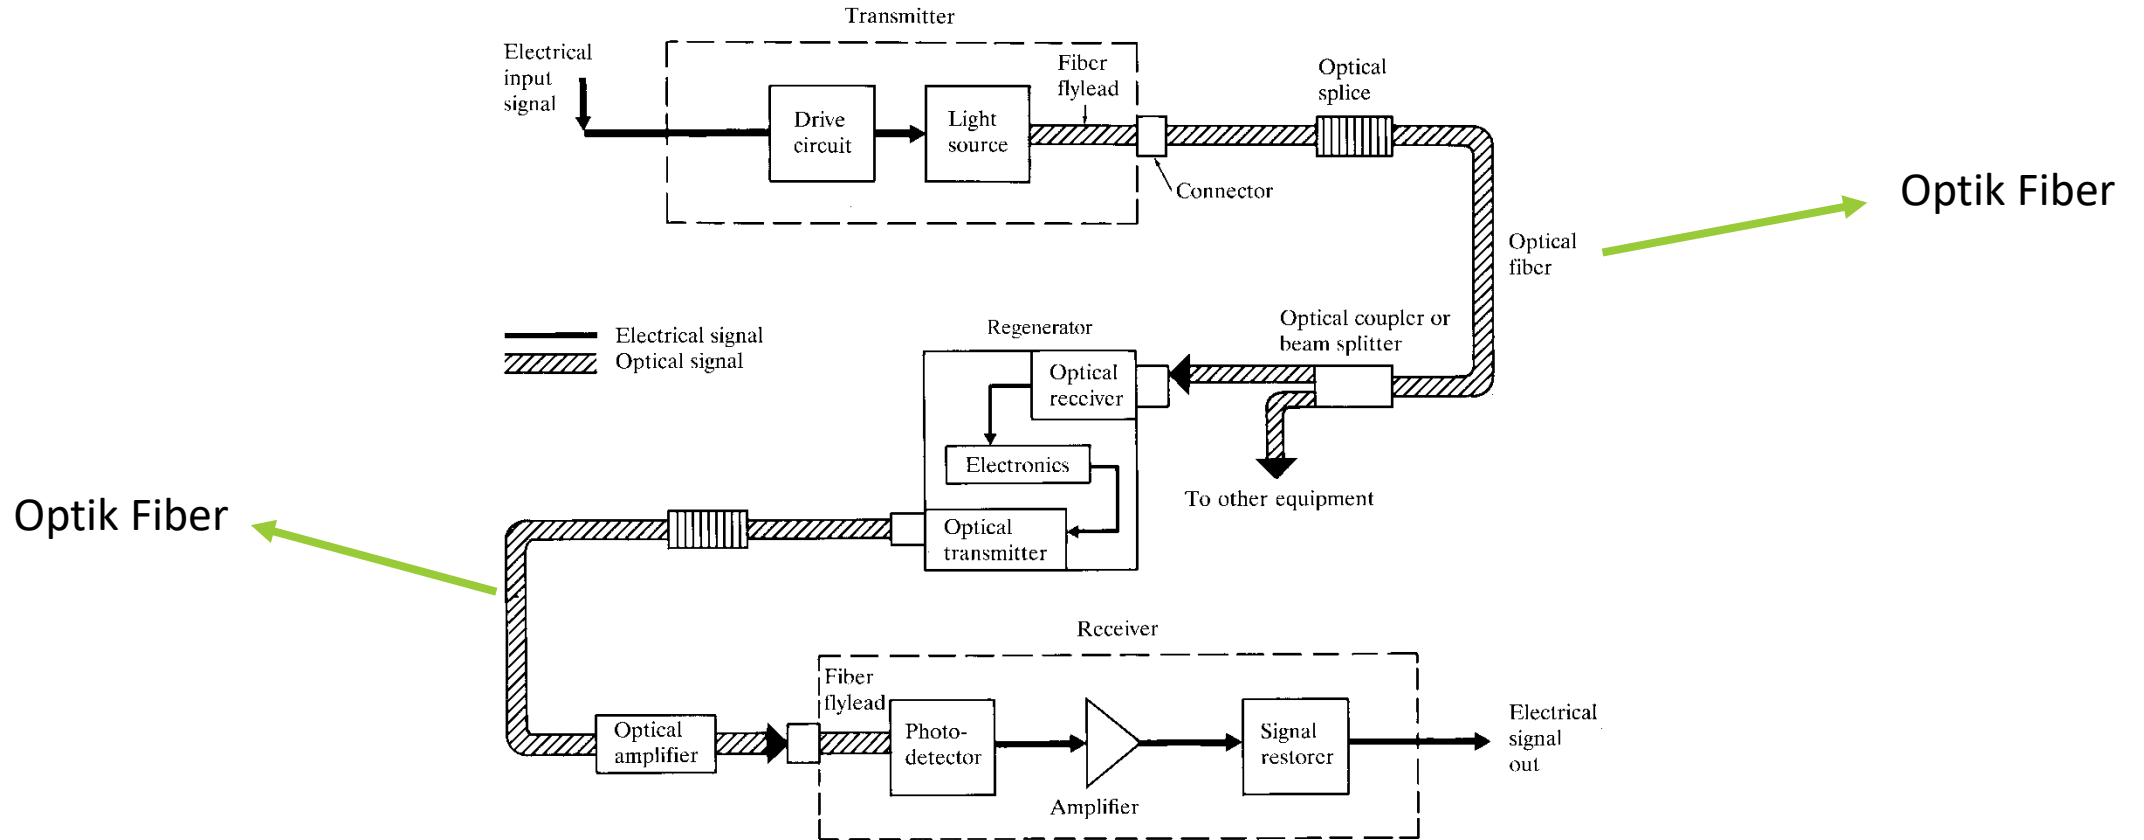 Transmitter
Electrical
input
signal
Drive
circuit
Light
source
Fiber
flylead
Connector
Optical
splice
Optical
fiber
Optik Fiber
Electrical signal
Optical signal
Regenerator
Optical
receiver
Electronics
Optical
transmitter
Optical coupler or
beam splitter
To other equipment
Optik Fiber
Optical
amplifier
Receiver
Fiber
flylead
Photo-
detector
Amplifier
Signal
restorer
Electrical
signal
out